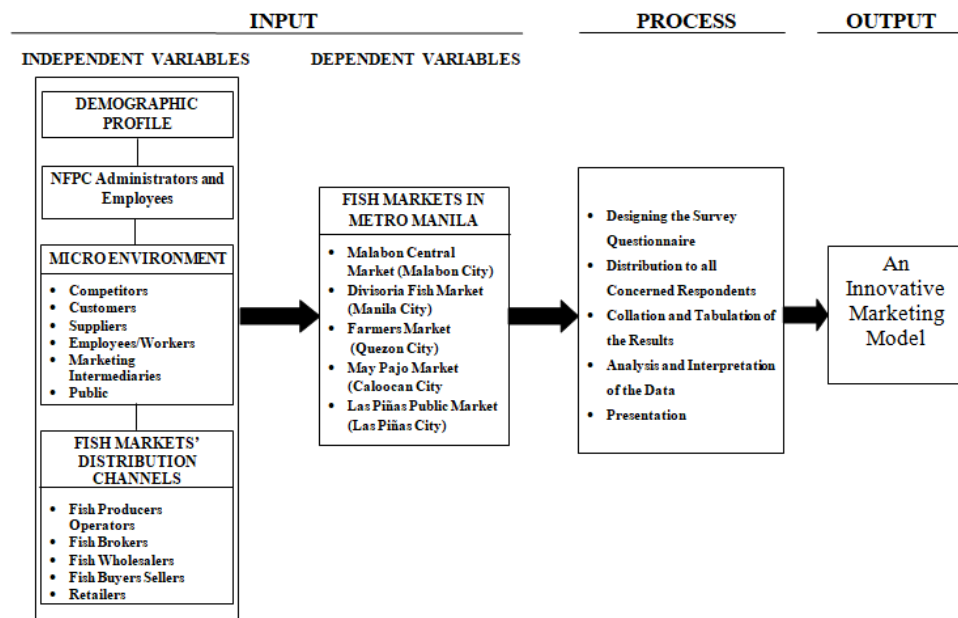 INPUT
PROCESS
OUTPUT
INDEPENDENT VARIABLES
DEPENDENT VARIABLES
DEMOGRAPHIC
PROFILE
NFPC Administrators and
Employees
MICRO ENVIRONMENT
• Competitors
• Customers
• Suppliers
• Employees/Workers
• Marketing
Intermediaries
• Public
FISH MARKETS’
DISTRIBUTION
CHANNELS
• Fish Producers
Operators
• Fish Brokers
• Fish Wholesalers
• Fish Buyers Sellers
• Retailers
FISH MARKETS IN
METRO MANILA
• Malabon Central
Market (Malabon City)
• Divisoria Fish Market
(Manila City)
• Farmers Market
(Quezon City)
• May Pajo Market
(Caloocan City
• Las Piñas Public Market
(Las Piñas City)
• Designing the Survey
Questionnaire
• Distribution to all
Concerned Respondents
• Collation and Tabulation of
the Results
• Analysis and Interpretation
of the Data
• Presentation
An
Innovative
Marketing
Model